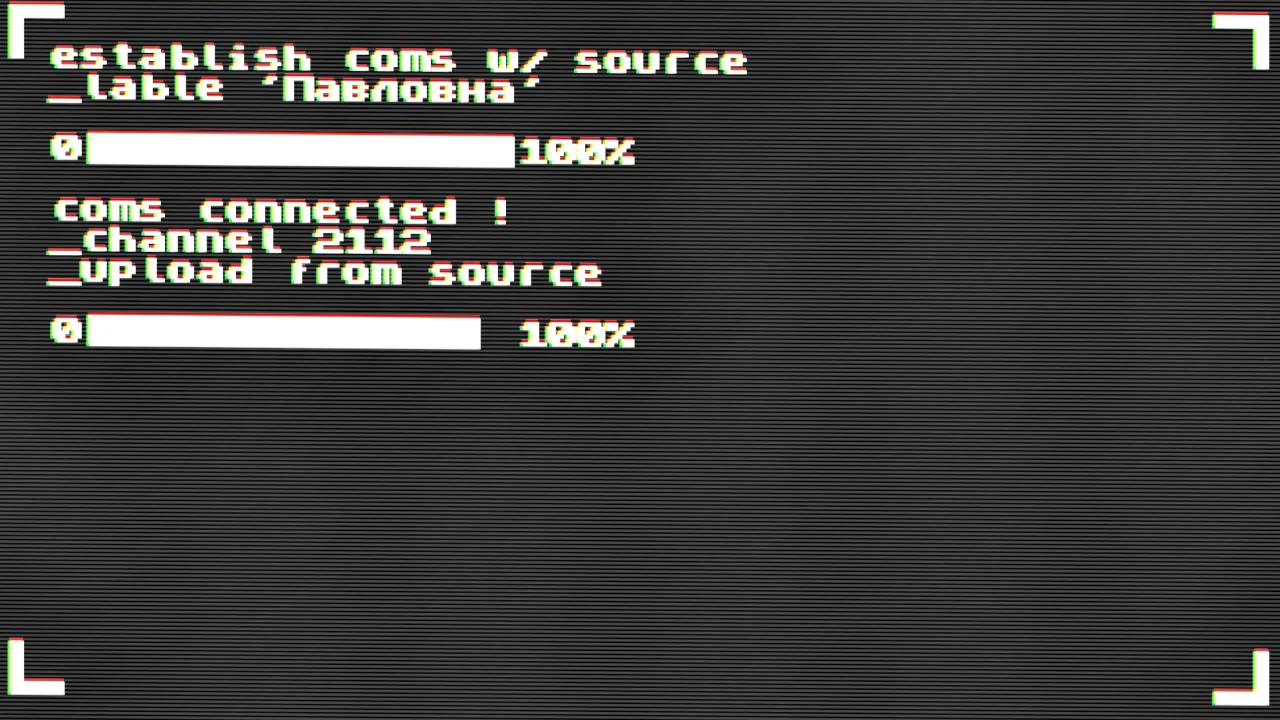 establish coms w/ source
_lable 'Павловна'
0 100%
coms connected !
_channel 2112
_upload from source
0 100%